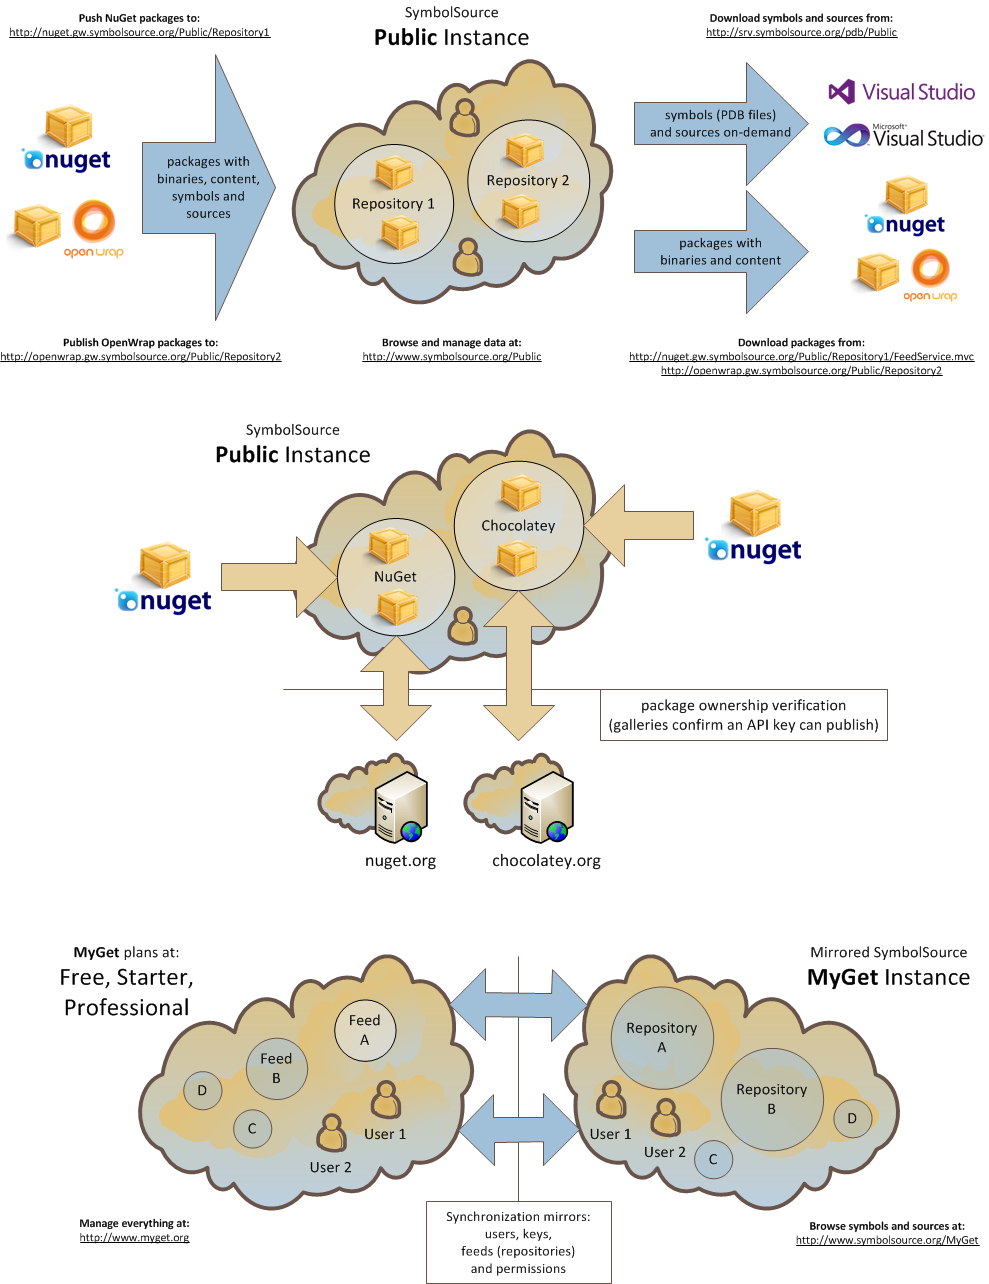 Push NuGet packages to:
http://nuget.gw.symbolsource.org/Public/Repository1
SymbolSource
Public Instance
Download symbols and sources from:
http://srv.symbolsource.org/pdb/Public
nuget
openwrap
packages with
binaries, content,
symbols and
sources
Repository 1
Repository 2
symbols (PDB files)
and sources on-demand
Visual Studio
Microsoft®
Visual Studio
packages with
binaries and content
nuget
openwrap
Publish OpenWrap packages to:
http://openwrap.gw.symbolsource.org/Public/Repository2
Browse and manage data at:
http://www.symbolsource.org/Public
Download packages from:
http://nuget.gw.symbolsource.org/Public/Repository1/FeedService.mvc
http://openwrap.gw.symbolsource.org/Public/Repository2
SymbolSource
Public Instance
nuget
NuGet
Chocolatey
nuget
package ownership verification
(galleries confirm an API key can publish)
nuget.org
chocolatey.org
MyGet plans at:
Free, Starter,
Professional
Feed
A
Feed
B
D
C
User 1
User 2
Mirrored SymbolSource
MyGet Instance
Repository
A
Repository
B
D
User 1
User 2
C
Manage everything at:
http://www.myget.org
Synchronization mirrors:
users, keys,
feeds (repositories)
and permissions
Browse symbols and sources at:
http://www.symbolsource.org/MyGet